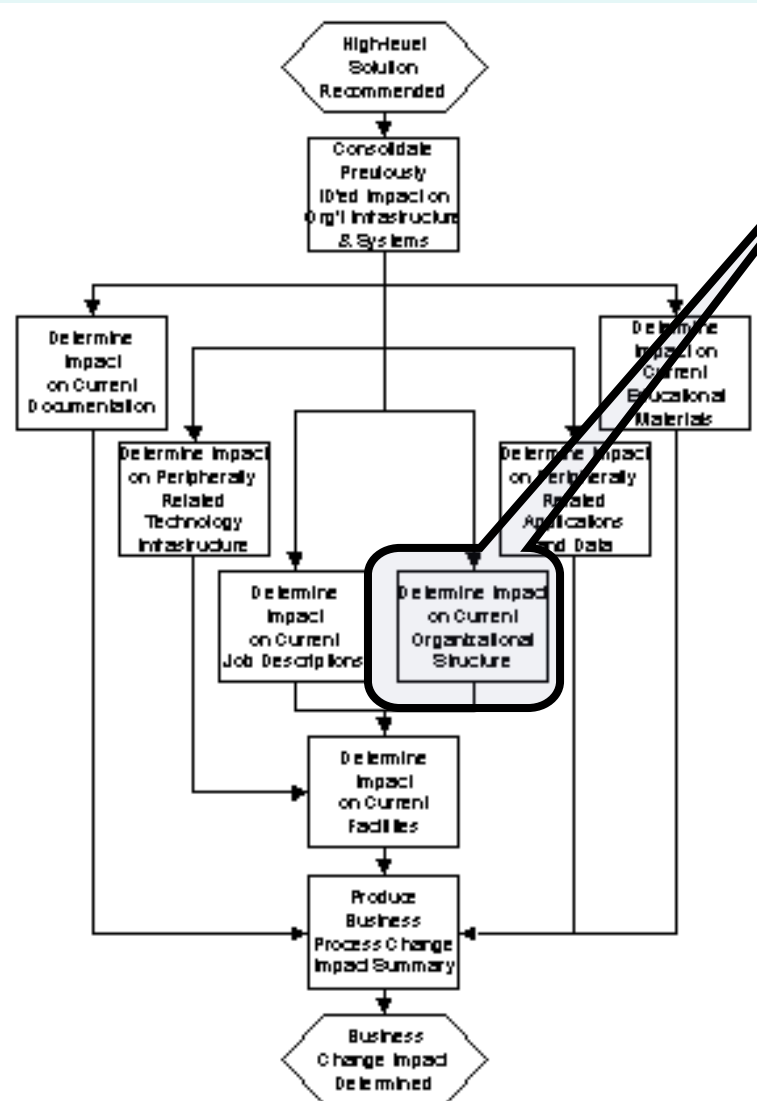 High-level
Solution
Recommended
Consolidate
Previously
ID'ed Impact on
Org'l Infrastructure
& Systems
Determine
Impact
on Current
Documentation
Determine
Impact on
Current
Educational
Materials
Determine Impact
on Peripherally
Related
Technology
Infrastructure
Determine Impact
on Peripherally
Related
Applications
and Data
Determine
Impact
on Current
Job Descriptions
Determine Impact
on Current
Organizational
Structure
Determine
Impact
on Current
Facilities
Produce
Business
Process Change
Impact Summary
Business
Change Impact
Determined